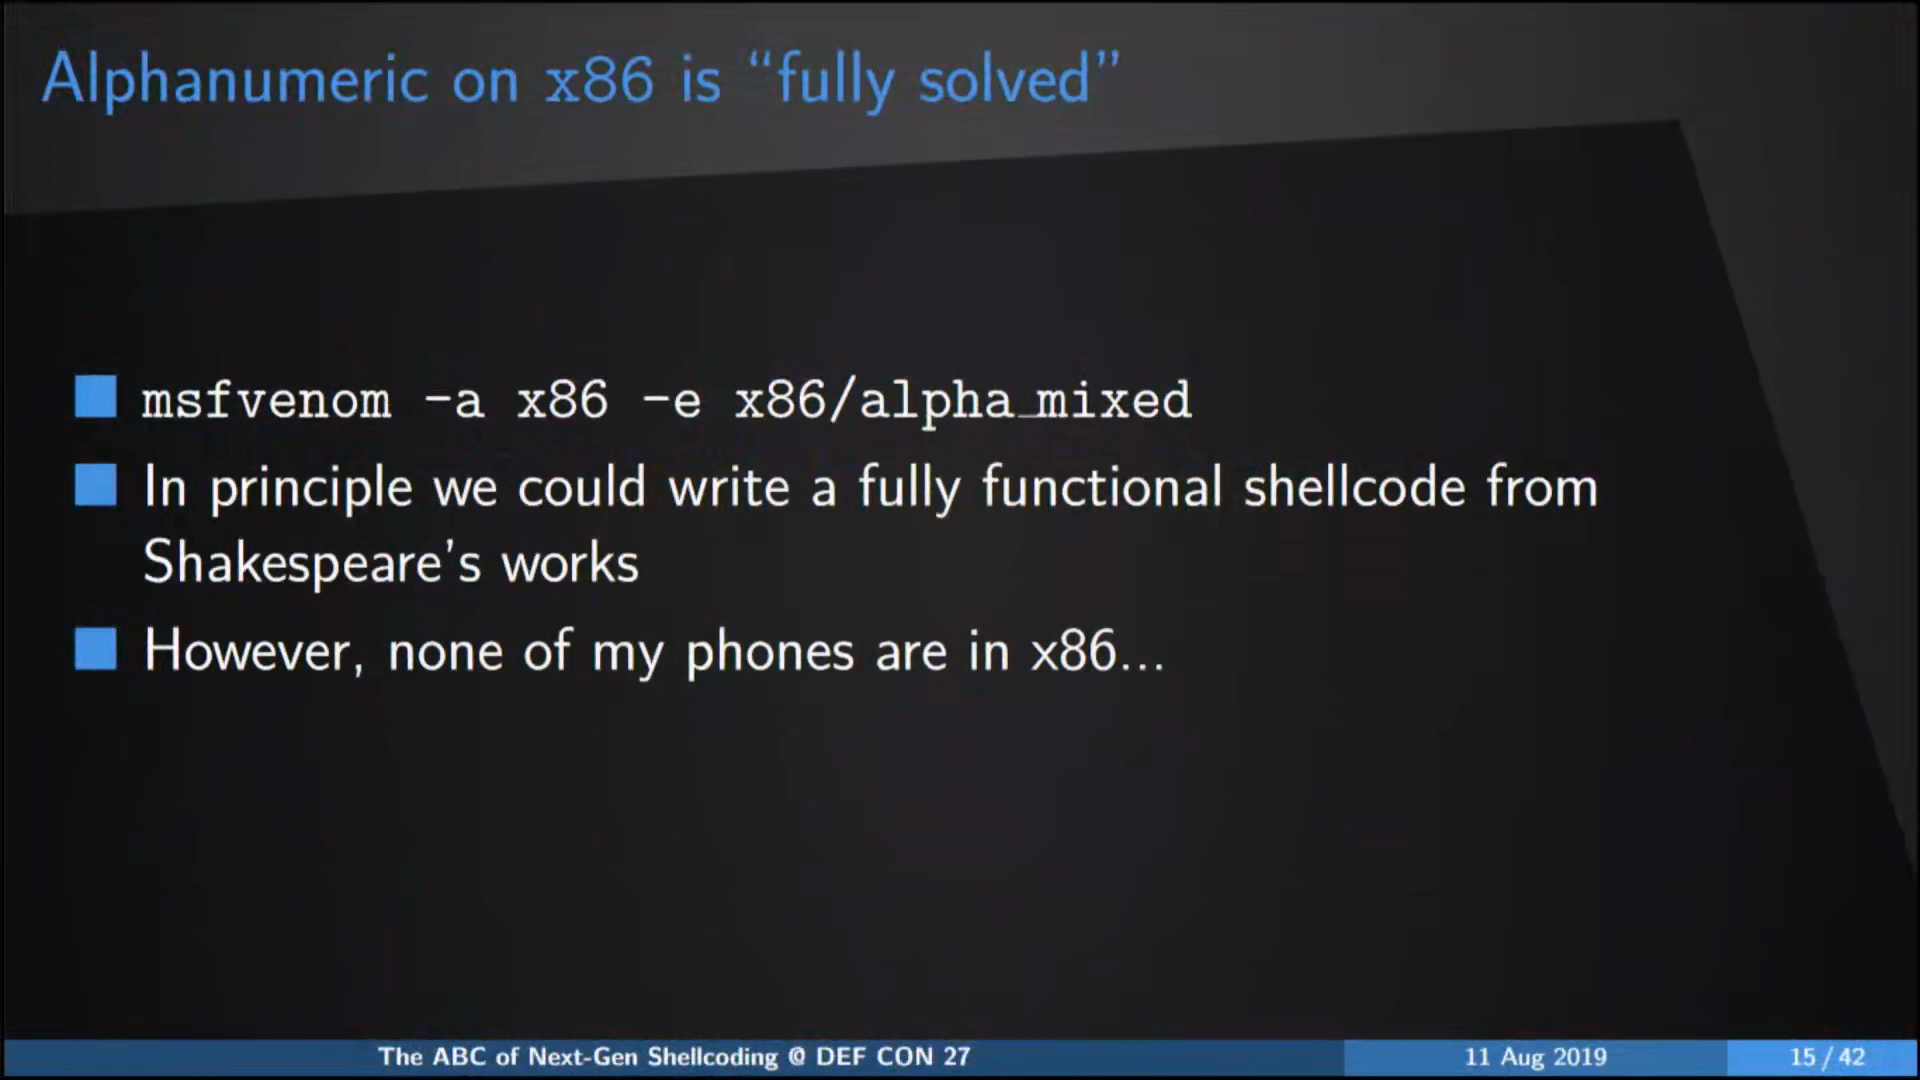 Alphanumeric on x86 is “fully solved”
msfvenom -a x86 -e x86/alpha_mixed
In principle we could write a fully functional shellcode from
Shakespeare's works
However, none of my phones are in x86...
The ABC of Next-Gen Shellcoding @ DEF CON 27
11 Aug 2019
15 / 42